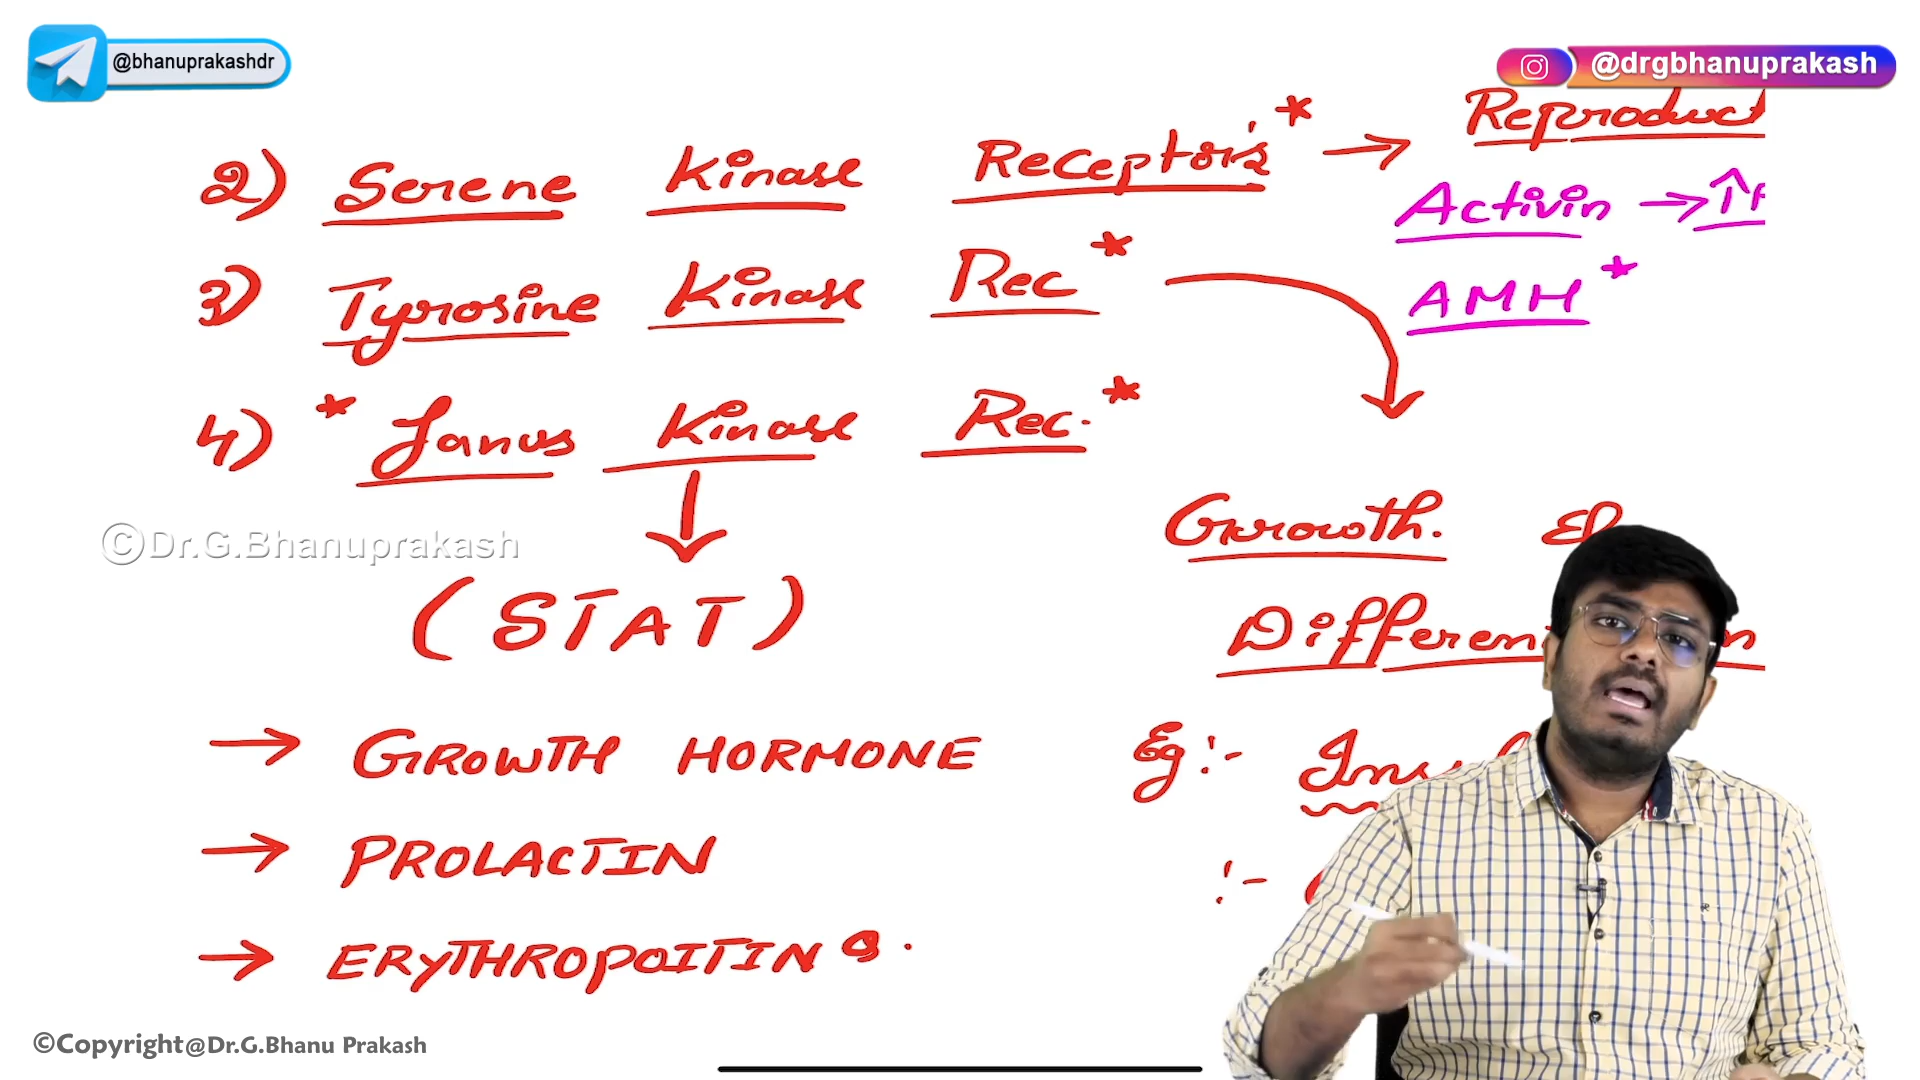 @bhanuprakashdr
@drgbhanuprakash
2) Serene Kinase Receptors* → Reproduct
Activin → ↑
AMH *
3) Tyrosine Kinase Rec *
4) * Janus Kinase Rec. *
(STAT)
Growth. &
Differen
Eg :- Ins
:-
→ GROWTH HORMONE
→ PROLACTIN
→ ERYTHROPOITIN
©Dr.G.Bhanuprakash
©Copyright@Dr.G.Bhanu Prakash